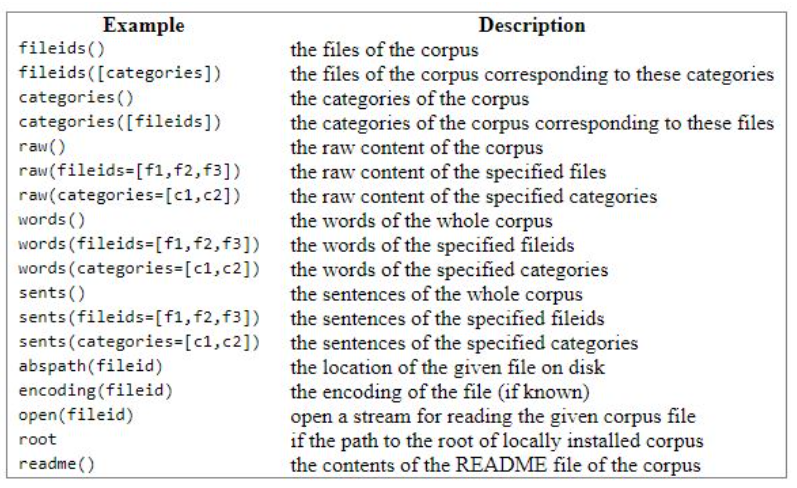 Example Description
fileids() the files of the corpus
fileids([categories]) the files of the corpus corresponding to these categories
categories() the categories of the corpus
categories([fileids]) the categories of the corpus corresponding to these files
raw() the raw content of the corpus
raw(fileids=[f1,f2,f3]) the raw content of the specified files
raw(categories=[c1,c2]) the raw content of the specified categories
words() the words of the whole corpus
words(fileids=[f1,f2,f3]) the words of the specified fileids
words(categories=[c1,c2]) the words of the specified categories
sents() the sentences of the whole corpus
sents(fileids=[f1,f2,f3]) the sentences of the specified fileids
sents(categories=[c1,c2]) the sentences of the specified categories
abspath(fileid) the location of the given file on disk
encoding(fileid) the encoding of the file (if known)
open(fileid) open a stream for reading the given corpus file
root if the path to the root of locally installed corpus
readme() the contents of the README file of the corpus